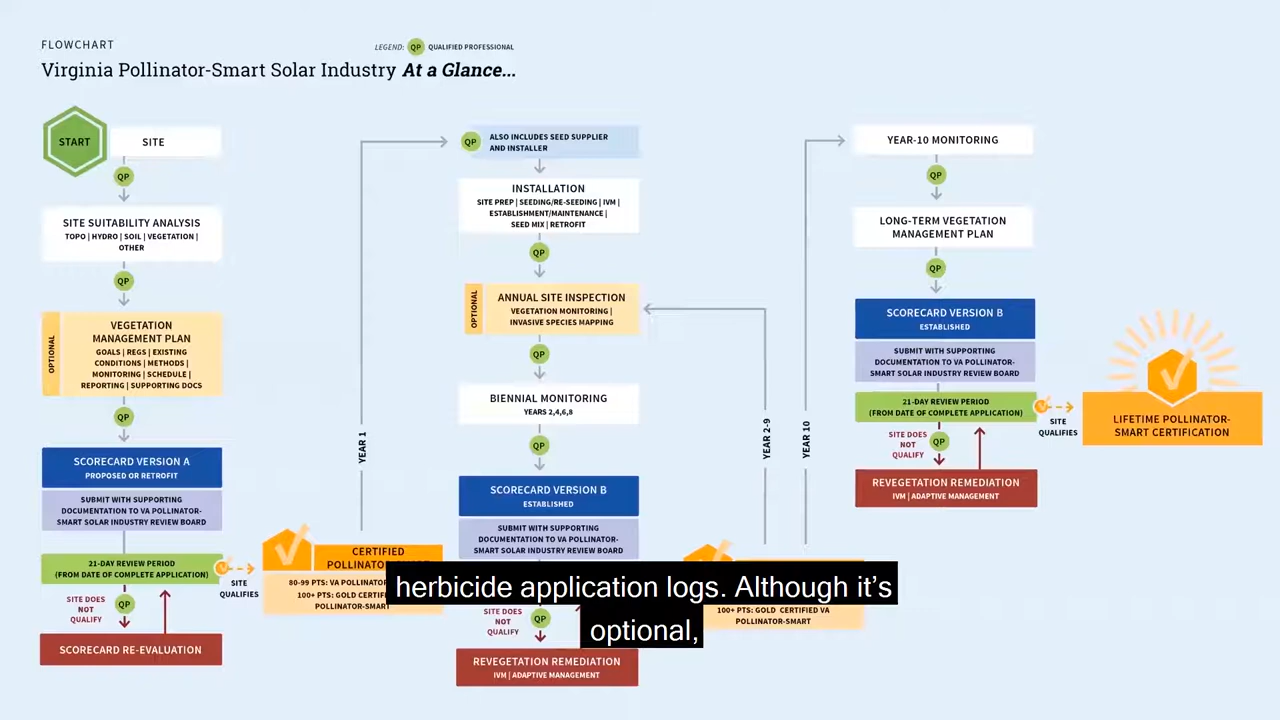 FLOWCHART
LEGEND: QP QUALIFIED PROFESSIONAL
Virginia Pollinator-Smart Solar Industry At a Glance...
START
SITE
QP
SITE SUITABILITY ANALYSIS
TOPO | HYDRO | SOIL | VEGETATION |
OTHER
QP
OPTIONAL
VEGETATION
MANAGEMENT PLAN
GOALS | REGS | EXISTING
CONDITIONS | METHODS |
MONITORING | SCHEDULE |
REPORTING | SUPPORTING DOCS
QP
SCORECARD VERSION A
PROPOSED OR RETROFIT
SUBMIT WITH SUPPORTING
DOCUMENTATION TO VA POLLINATOR-
SMART SOLAR INDUSTRY REVIEW BOARD
21-DAY REVIEW PERIOD
(FROM DATE OF COMPLETE APPLICATION)
SITE
QUALIFIES
SITE DOES
NOT
QUALIFY
QP
SCORECARD RE-EVALUATION
CERTIFIED
80-99 PTS: VA
100+ PTS: GOLD
POLLINATOR-SMART
YEAR 1
QP
ALSO INCLUDES SEED SUPPLIER
AND INSTALLER
INSTALLATION
SITE PREP | SEEDING/RE-SEEDING | IVM |
ESTABLISHMENT/MAINTENANCE |
SEED MIX | RETROFIT
QP
OPTIONAL
ANNUAL SITE INSPECTION
VEGETATION MONITORING |
INVASIVE SPECIES MAPPING
QP
BIENNIAL MONITORING
YEARS 2,4,6,8
QP
SCORECARD VERSION B
ESTABLISHED
SUBMIT WITH SUPPORTING
DOCUMENTATION TO VA POLLINATOR-
SMART SOLAR INDUSTRY REVIEW BOARD
SITE DOES
NOT
QUALIFY
QP
REVEGETATION REMEDIATION
IVM | ADAPTIVE MANAGEMENT
100+ PTS: GOLD CERTIFIED VA
POLLINATOR-SMART
YEAR 2-9
YEAR 10
YEAR-10 MONITORING
QP
LONG-TERM VEGETATION
MANAGEMENT PLAN
QP
SCORECARD VERSION B
ESTABLISHED
SUBMIT WITH SUPPORTING
DOCUMENTATION TO VA POLLINATOR-
SMART SOLAR INDUSTRY REVIEW BOARD
21-DAY REVIEW PERIOD
(FROM DATE OF COMPLETE APPLICATION)
SITE
QUALIFIES
SITE DOES
NOT
QUALIFY
QP
REVEGETATION REMEDIATION
IVM | ADAPTIVE MANAGEMENT
LIFETIME POLLINATOR-
SMART CERTIFICATION
herbicide application logs. Although it's
optional,